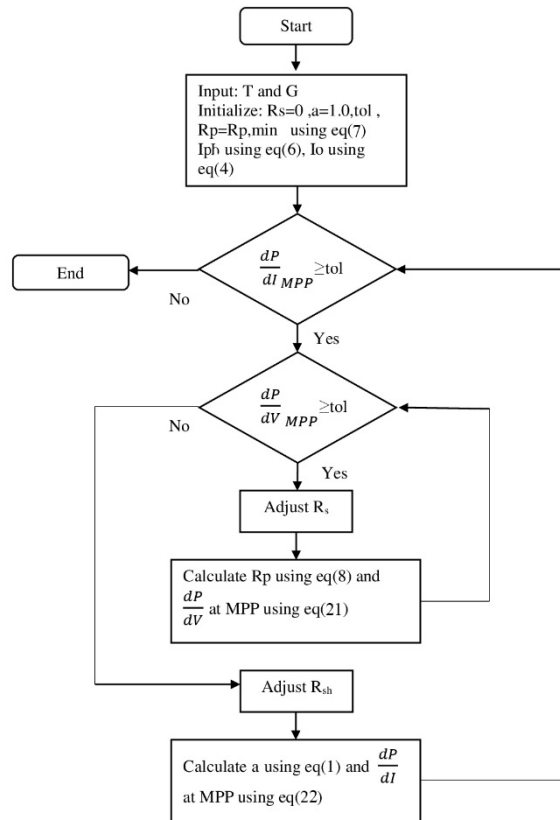 Start
Input: T and G
Initialize: Rs=0 ,a=1.0,tol ,
Rp=Rp,min using eq(7)
Iph using eq(6), Io using
eq(4)
dP/dI MPP ≥tol
End
No
Yes
dP/dV MPP ≥tol
No
Yes
Adjust Rs
Calculate Rp using eq(8) and
dP/dV at MPP using eq(21)
Adjust Rsh
Calculate a using eq(1) and dP/dI
at MPP using eq(22)